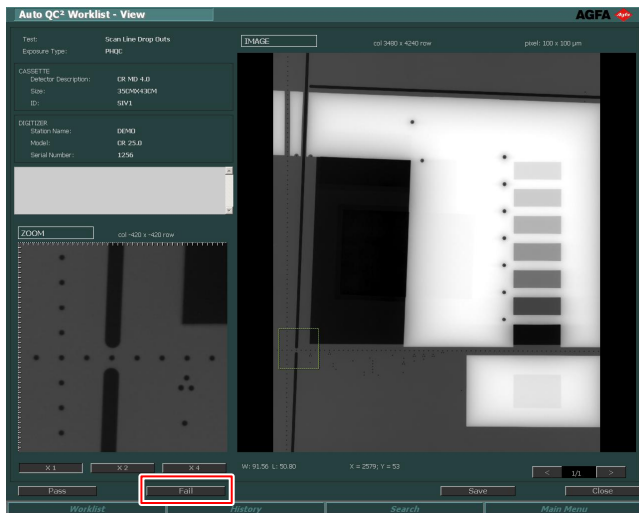 Auto QC² Worklist - View
AGFA
Agfa
Test: Scan Line Drop Outs
Exposure Type: PHQC
CASSETTE
Detector Description: CR MD 4.0
Size: 35CMX43CM
ID: SIV1
DIGITIZER
Station Name: DEMO
Model: CR 25.0
Serial Number: 1256
IMAGE
col 3480 x 4240 row
pixel: 100 x 100 µm
ZOOM
col ~420 x ~420 row
X 1
X 2
X 4
W: 91.56 L: 50.80
X = 2579; Y = 53
<
1/1
>
Pass
Fail
Save
Close
Worklist
History
Search
Main Menu